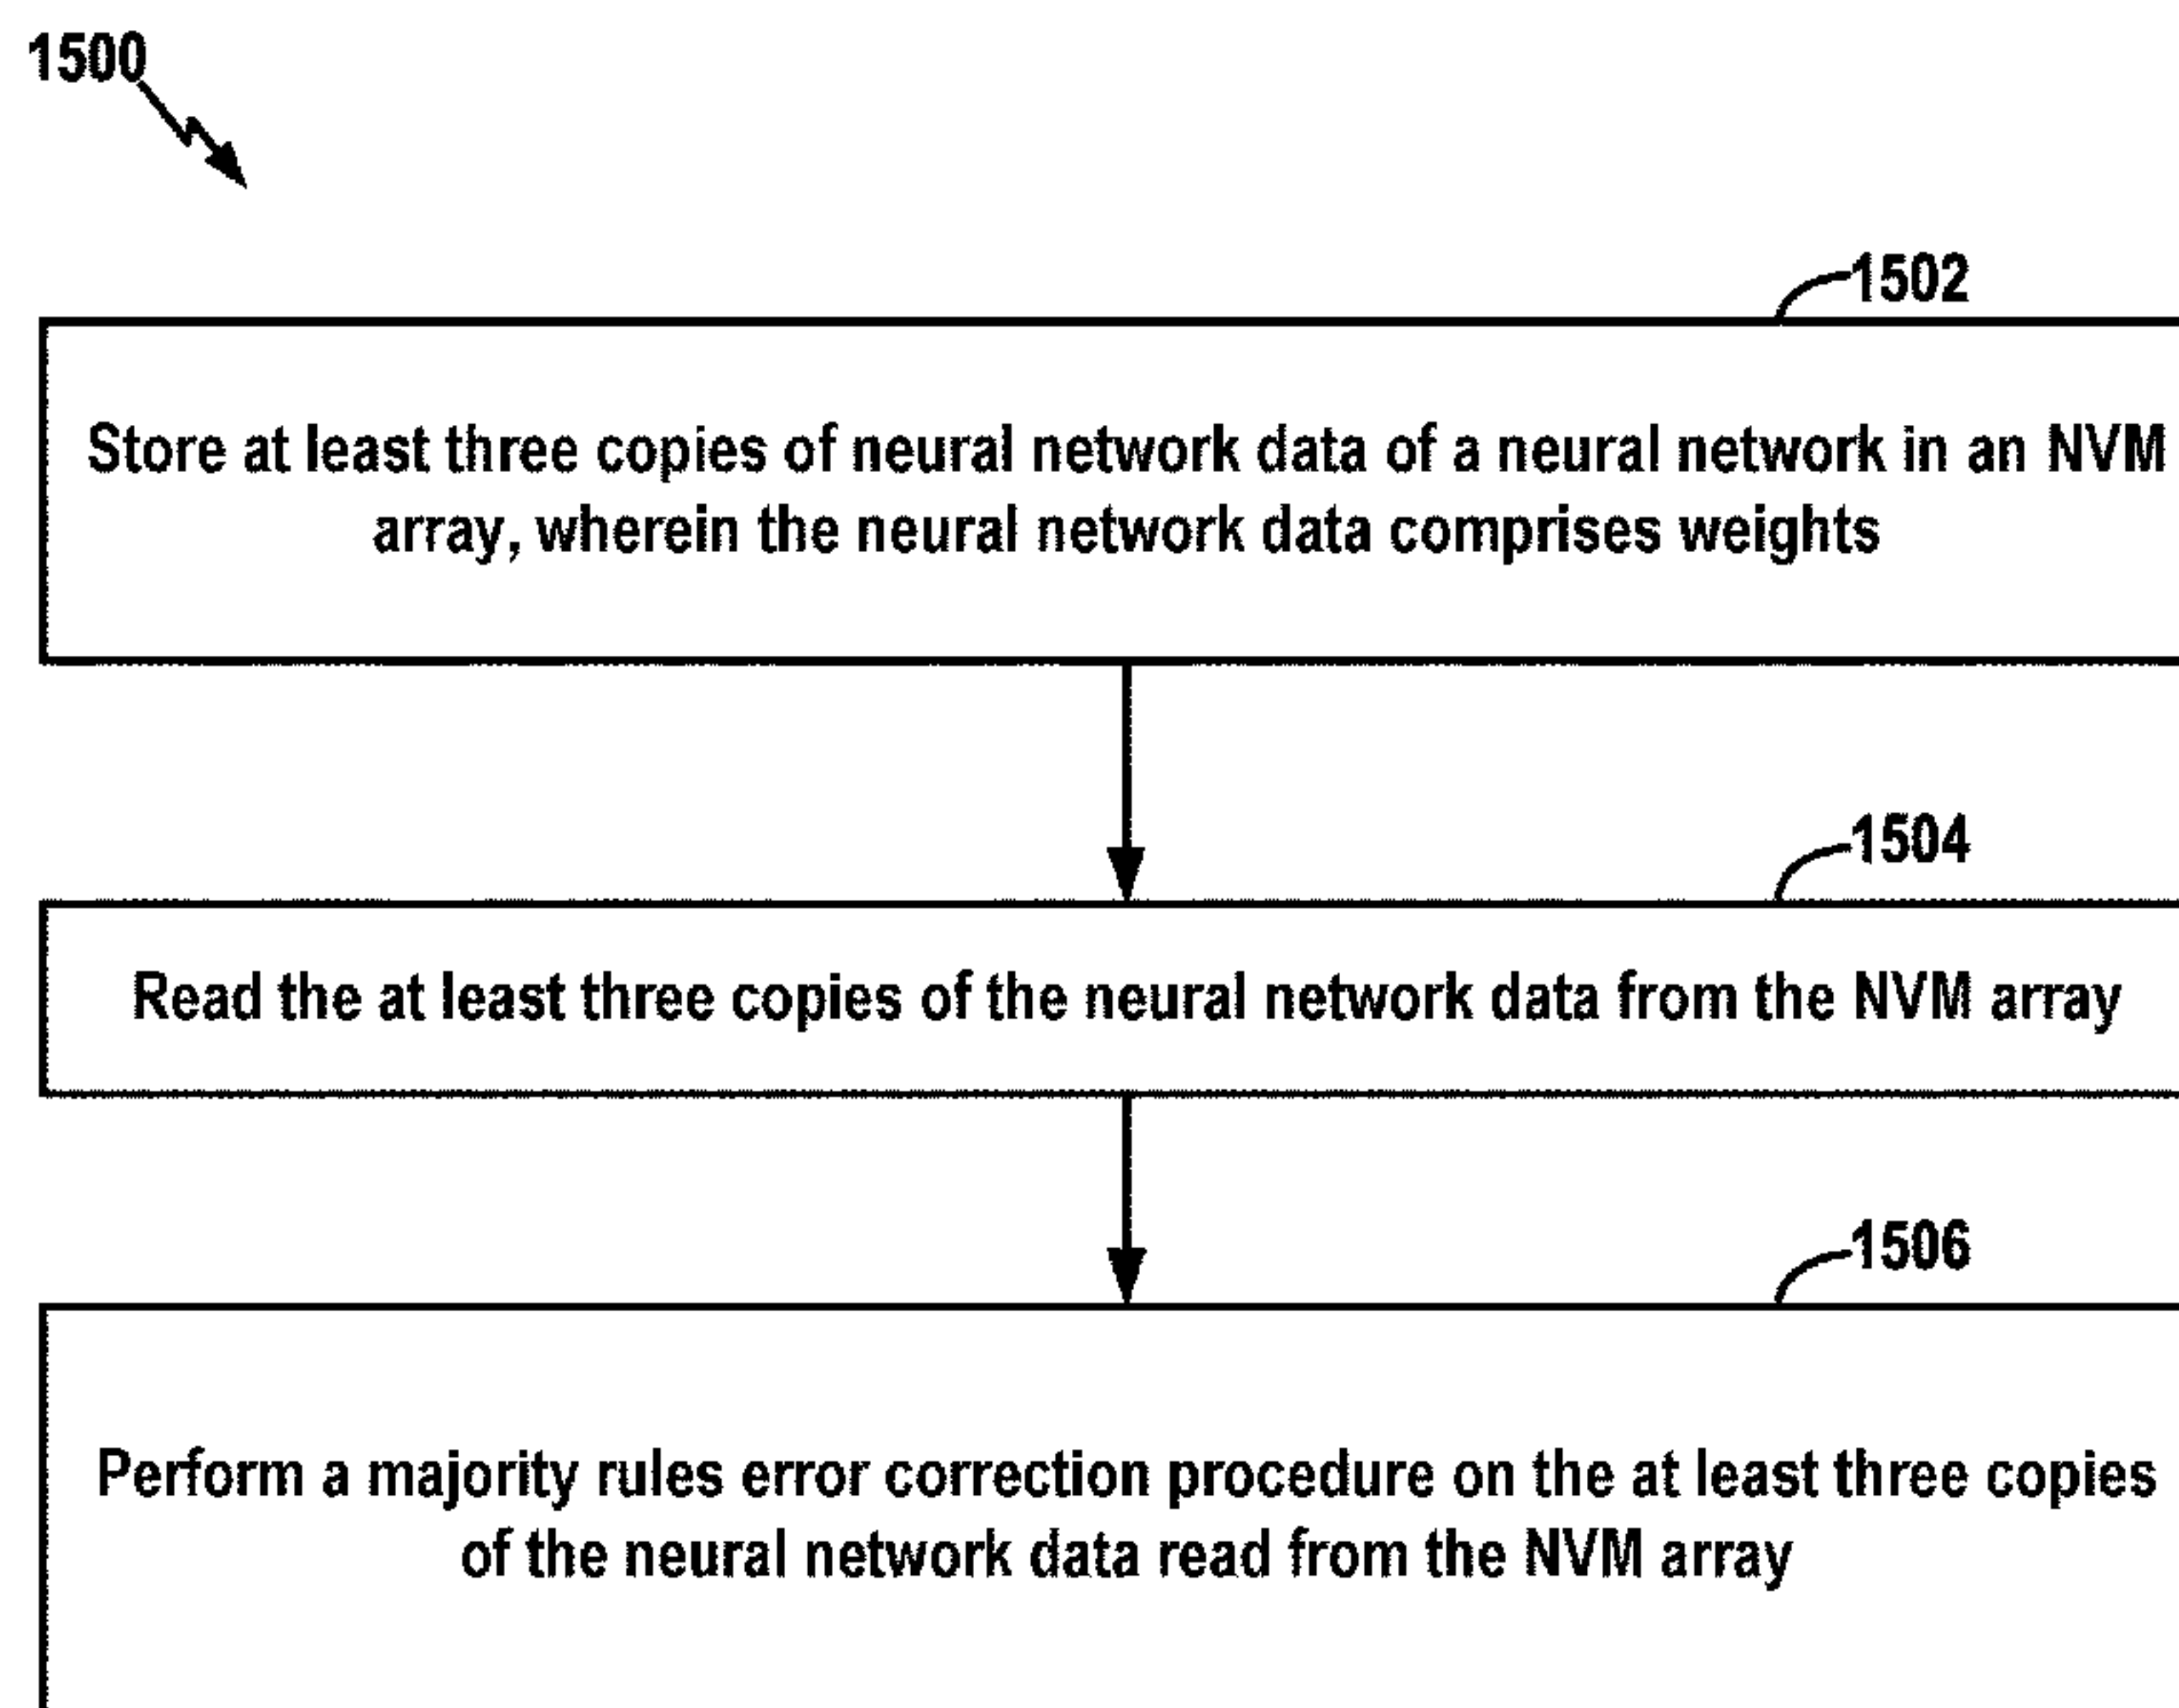 1500
1502
Store at least three copies of neural network data of a neural network in an NVM
array, wherein the neural network data comprises weights
1504
Read the at least three copies of the neural network data from the NVM array
1506
Perform a majority rules error correction procedure on the at least three copies
of the neural network data read from the NVM array